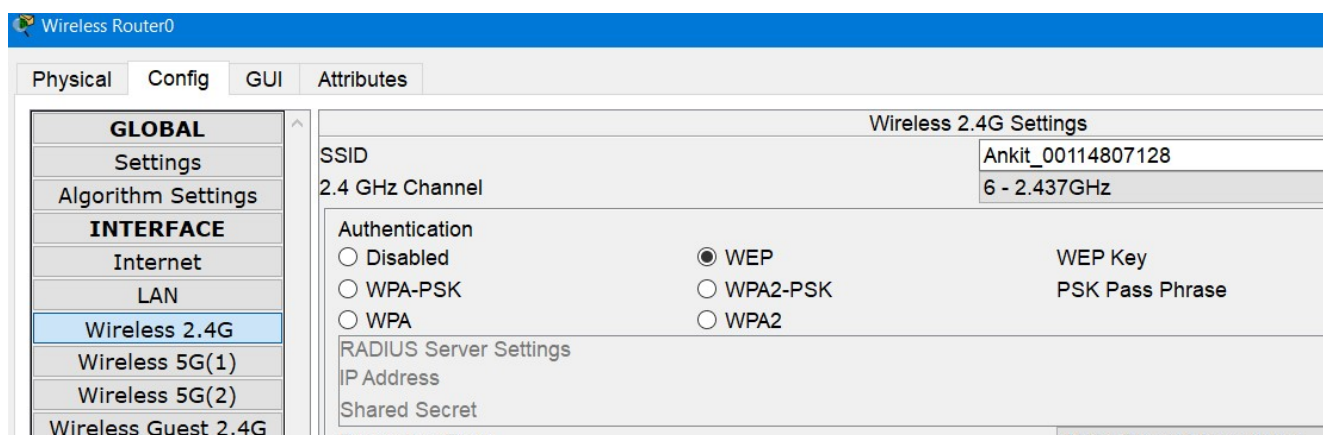 Wireless Router0
Physical Config GUI Attributes
GLOBAL
Settings
Algorithm Settings
INTERFACE
Internet
LAN
Wireless 2.4G
Wireless 5G(1)
Wireless 5G(2)
Wireless Guest 2.4G
Wireless 2.4G Settings
SSID Ankit_00114807128
2.4 GHz Channel 6 - 2.437GHz
Authentication
Disabled WEP WEP Key
WPA-PSK WPA2-PSK PSK Pass Phrase
WPA WPA2
RADIUS Server Settings
IP Address
Shared Secret